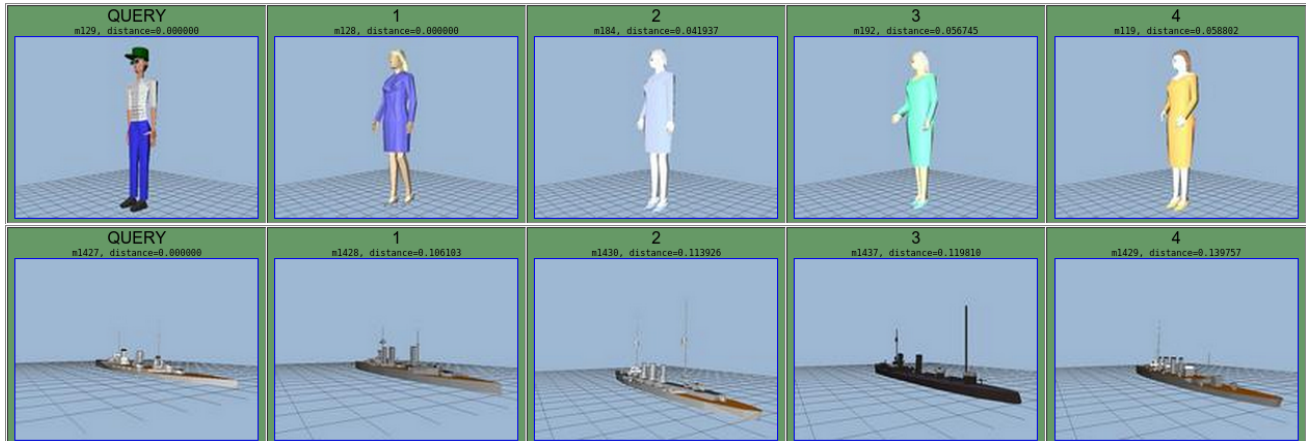 QUERY
m129, distance=0.000000
1
m128, distance=0.000000
2
m184, distance=0.041937
3
m192, distance=0.056745
4
m119, distance=0.058802
QUERY
m1427, distance=0.000000
1
m1428, distance=0.106103
2
m1430, distance=0.113926
3
m1437, distance=0.119810
4
m1429, distance=0.139757